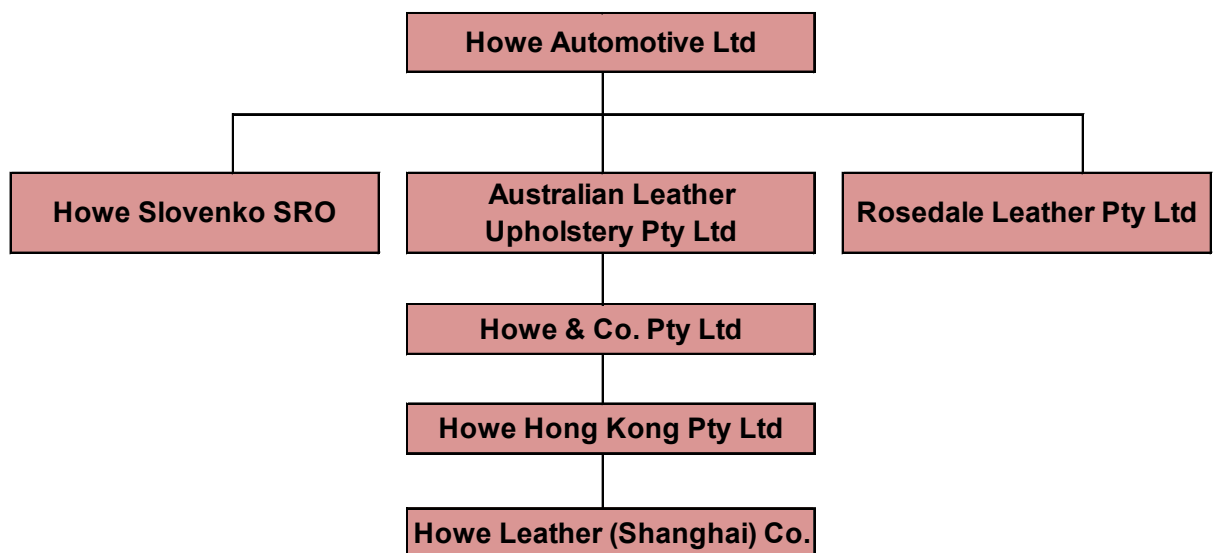 Howe Automotive Ltd
Howe Slovenko SRO
Australian Leather
Upholstery Pty Ltd
Rosedale Leather Pty Ltd
Howe & Co. Pty Ltd
Howe Hong Kong Pty Ltd
Howe Leather (Shanghai) Co.